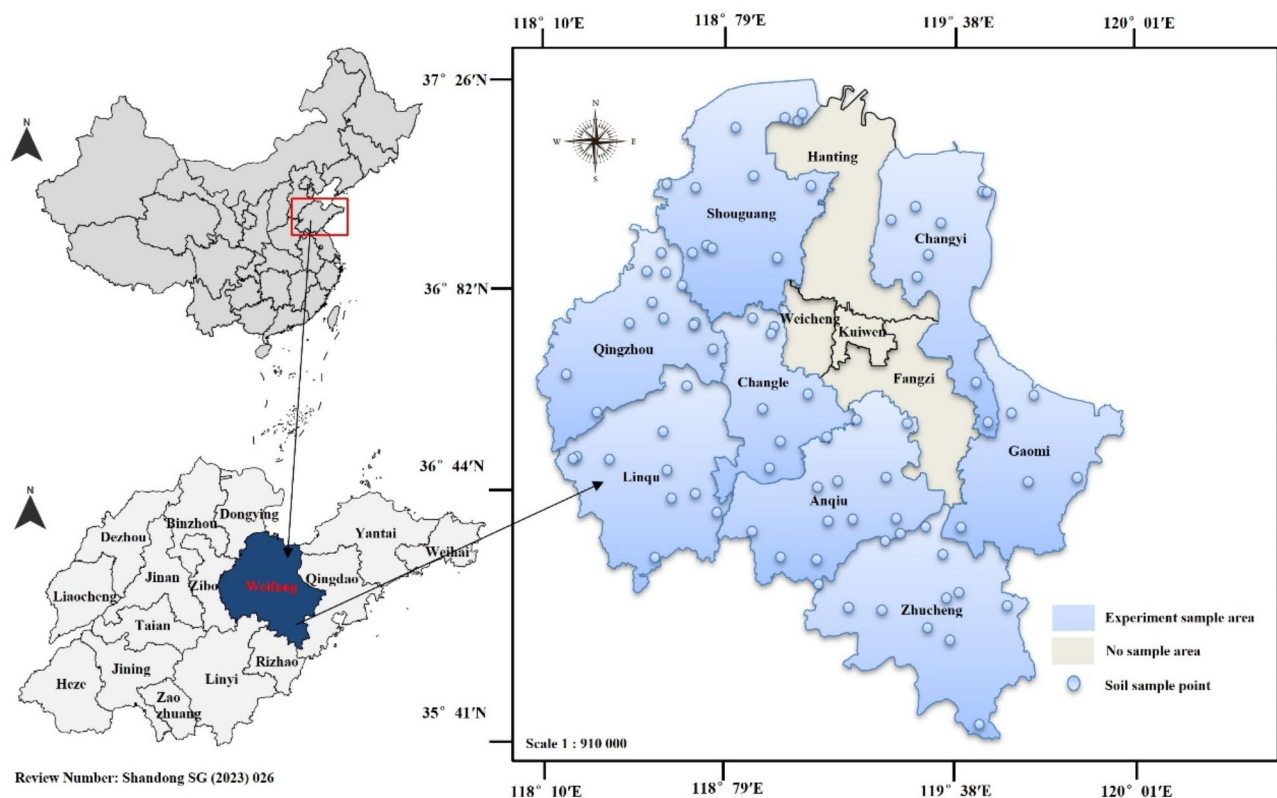 118° 10′E
118° 79′E
119° 38′E
120° 01′E
37° 26′N
36° 82′N
36° 44′N
35° 41′N
N
N
N
W
E
S
Hanting
Shouguang
Changyi
Weicheng
Kuiwen
Qingzhou
Changle
Fangzi
Gaomi
Linqu
Anqiu
Zhucheng
Experiment sample area
No sample area
Soil sample point
Scale 1 : 910 000
118° 10′E
118° 79′E
119° 38′E
120° 01′E
Dongying
Binzhou
Dezhou
Yantai
Weihai
Jinan
Zibo
Weifang
Qingdao
Liaocheng
Taian
Rizhao
Jining
Linyi
Heze
Zao
zhuang
Review Number: Shandong SG (2023) 026